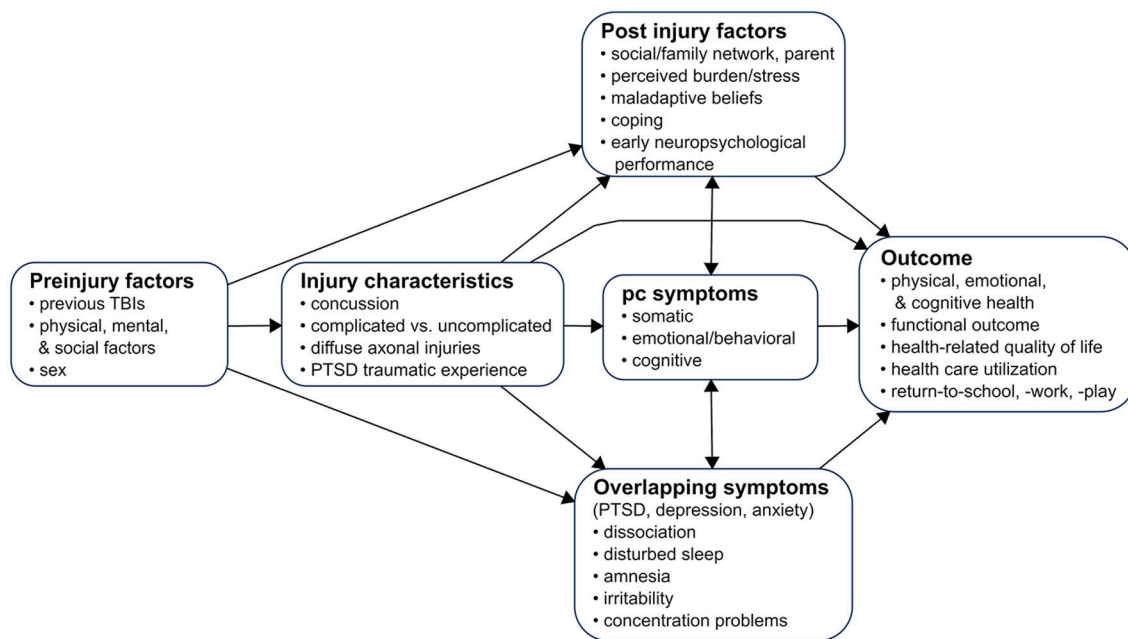 Post injury factors
• social/family network, parent
• perceived burden/stress
• maladaptive beliefs
• coping
• early neuropsychological
performance
Preinjury factors
• previous TBIs
• physical, mental,
& social factors
• sex
Injury characteristics
• concussion
• complicated vs. uncomplicated
• diffuse axonal injuries
• PTSD traumatic experience
pc symptoms
• somatic
• emotional/behavioral
• cognitive
Outcome
• physical, emotional,
& cognitive health
• functional outcome
• health-related quality of life
• health care utilization
• return-to-school, -work, -play
Overlapping symptoms
(PTSD, depression, anxiety)
• dissociation
• disturbed sleep
• amnesia
• irritability
• concentration problems